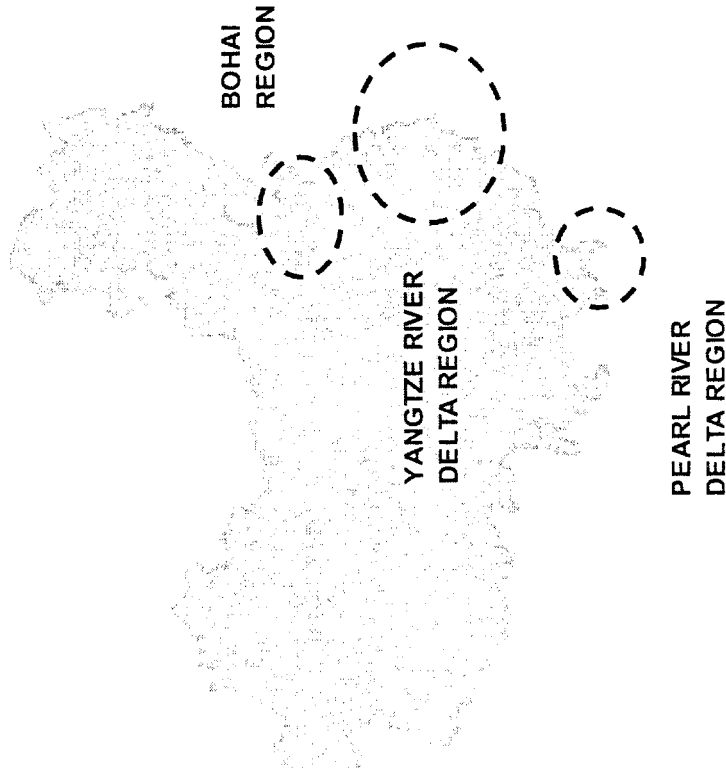 BOHAI
REGION
YANGTZE RIVER
DELTA REGION
PEARL RIVER
DELTA REGION